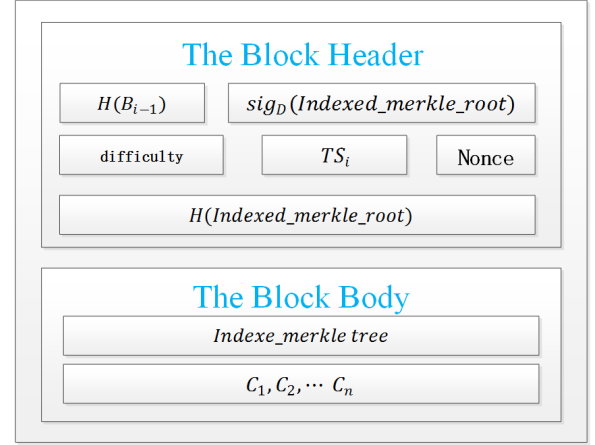 The Block Header
H(B_{i−1})
sig_D(Indexed_merkle_root)
difficulty
TS_i
Nonce
H(Indexed_merkle_root)
The Block Body
Indexe_merkle tree
C_1, C_2, ⋯ C_n